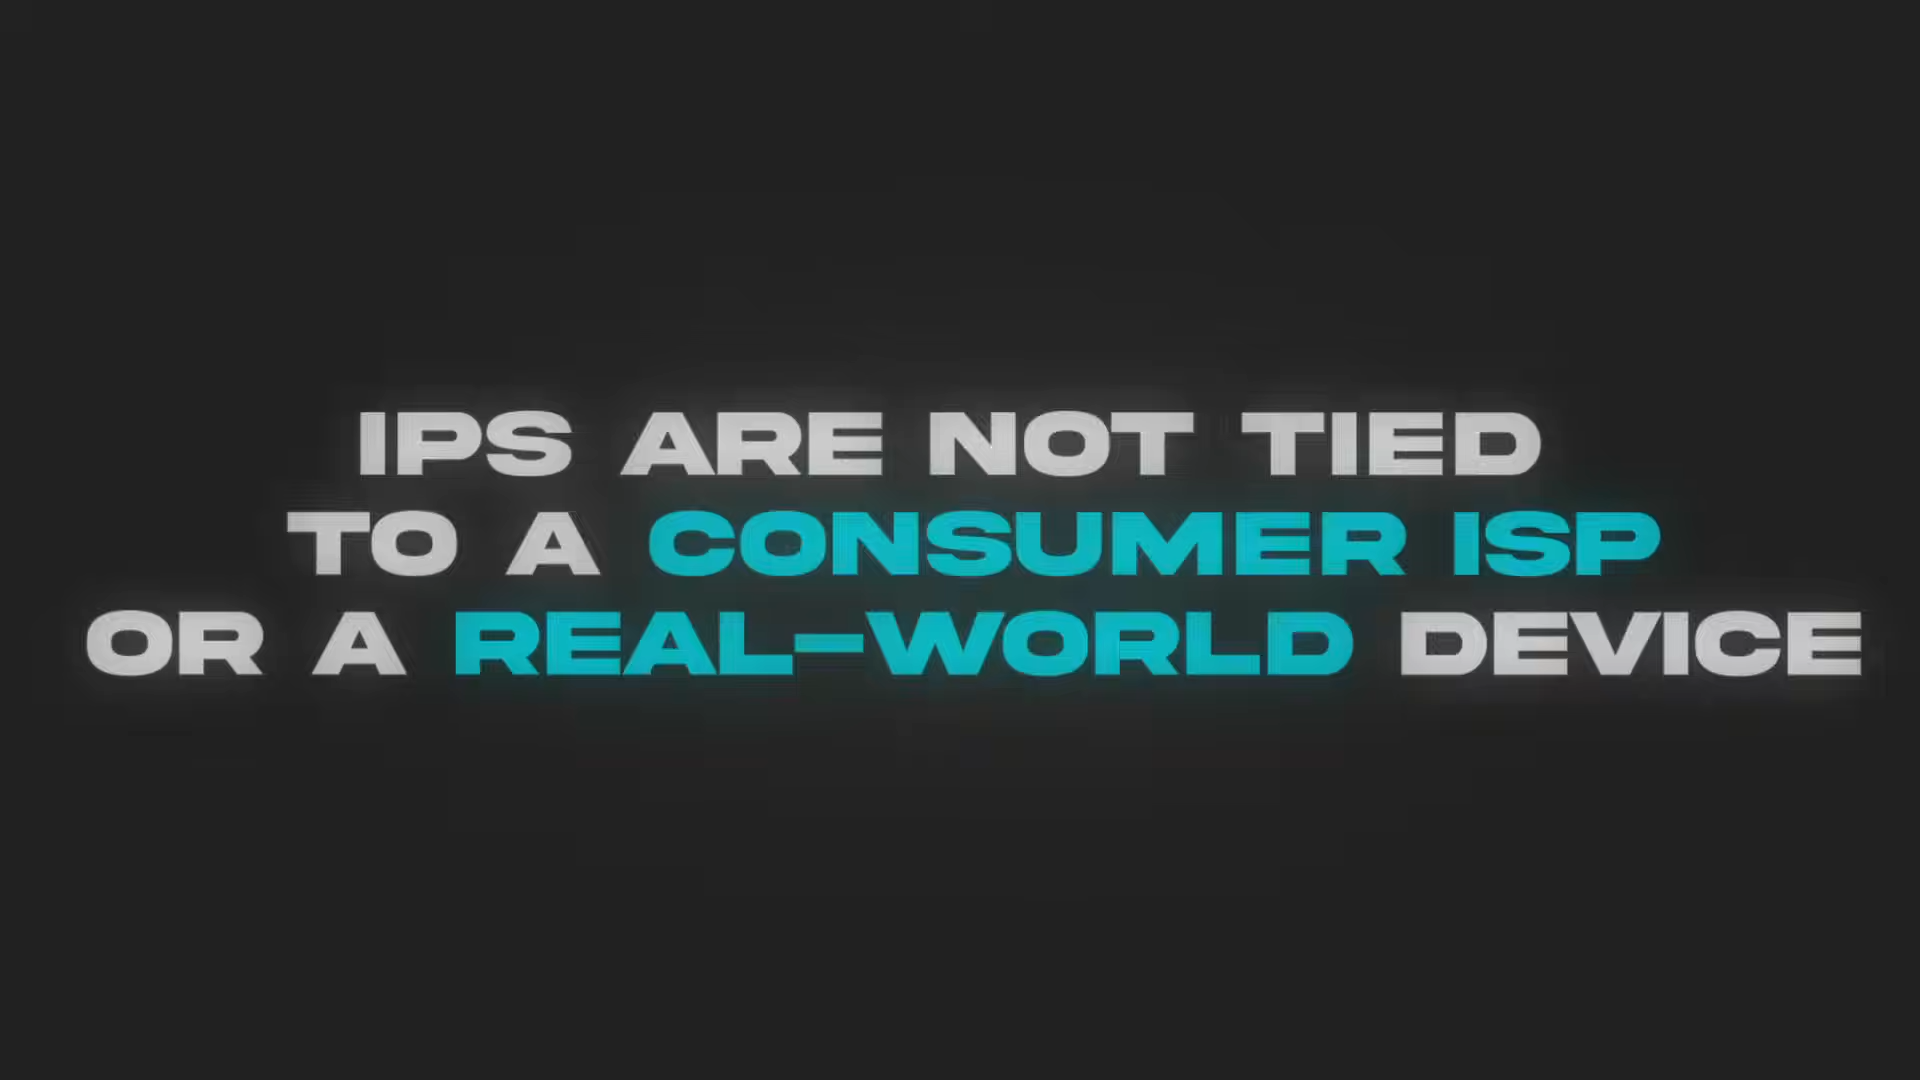 IPS ARE NOT TIED
TO A CONSUMER ISP
OR A REAL-WORLD DEVICE